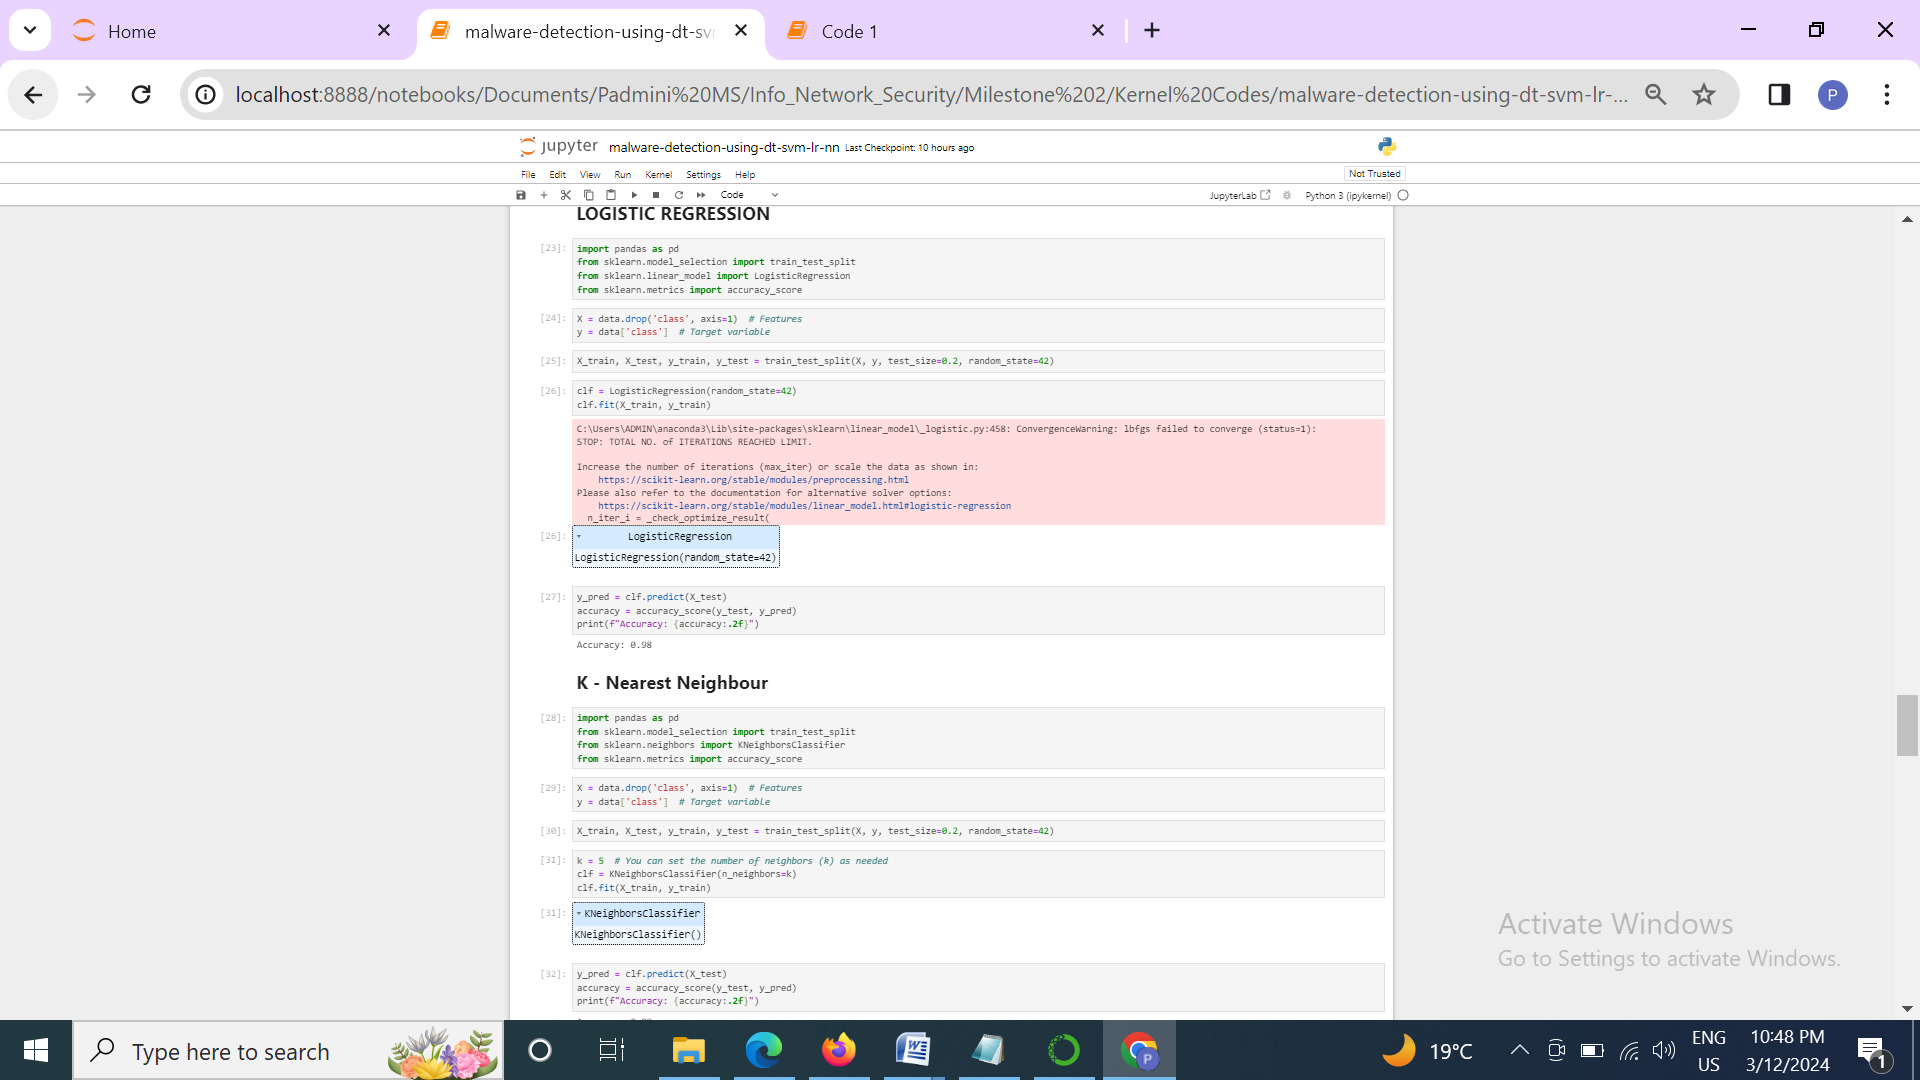 Home
malware-detection-using-dt-sv
Code 1
localhost:8888/notebooks/Documents/Padmini%20MS/Info_Network_Security/Milestone%202/Kernel%20Codes/malware-detection-using-dt-svm-lr-...
P
jupyter malware-detection-using-dt-svm-lr-nn Last Checkpoint: 10 hours ago
File Edit View Run Kernel Settings Help
Not Trusted
Code
JupyterLab
Python 3 (ipykernel)
LOGISTIC REGRESSION
[23]: import pandas as pd
from sklearn.model_selection import train_test_split
from sklearn.linear_model import LogisticRegression
from sklearn.metrics import accuracy_score
[24]: X = data.drop('class', axis=1)  # Features
y = data['class']  # Target variable
[25]: X_train, X_test, y_train, y_test = train_test_split(X, y, test_size=0.2, random_state=42)
[26]: clf = LogisticRegression(random_state=42)
clf.fit(X_train, y_train)
C:\Users\ADMIN\anaconda3\Lib\site-packages\sklearn\linear_model\_logistic.py:458: ConvergenceWarning: lbfgs failed to converge (status=1):
STOP: TOTAL NO. of ITERATIONS REACHED LIMIT.
Increase the number of iterations (max_iter) or scale the data as shown in:
https://scikit-learn.org/stable/modules/preprocessing.html
Please also refer to the documentation for alternative solver options:
https://scikit-learn.org/stable/modules/linear_model.html#logistic-regression
n_iter_i = _check_optimize_result(
[26]: LogisticRegression
LogisticRegression(random_state=42)
[27]: y_pred = clf.predict(X_test)
accuracy = accuracy_score(y_test, y_pred)
print(f"Accuracy: {accuracy:.2f}")
Accuracy: 0.98
K - Nearest Neighbour
[28]: import pandas as pd
from sklearn.model_selection import train_test_split
from sklearn.neighbors import KNeighborsClassifier
from sklearn.metrics import accuracy_score
[29]: X = data.drop('class', axis=1)  # Features
y = data['class']  # Target variable
[30]: X_train, X_test, y_train, y_test = train_test_split(X, y, test_size=0.2, random_state=42)
[31]: k = 5  # You can set the number of neighbors (k) as needed
clf = KNeighborsClassifier(n_neighbors=k)
clf.fit(X_train, y_train)
[31]: KNeighborsClassifier
KNeighborsClassifier()
[32]: y_pred = clf.predict(X_test)
accuracy = accuracy_score(y_test, y_pred)
print(f"Accuracy: {accuracy:.2f}")
Activate Windows
Go to Settings to activate Windows.
Type here to search
P
19°C
ENG
US
10:48 PM
3/12/2024
1